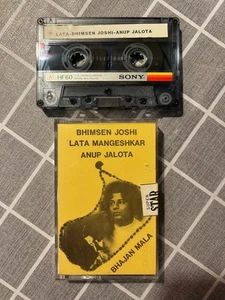 LATA-BHIMSEN JOSHI-ANUP JALOTA
HF60
SONY
BHIMSEN JOSHI
LATA MANGESHKAR
ANUP JALOTA
STAR
BHAJAN MALA